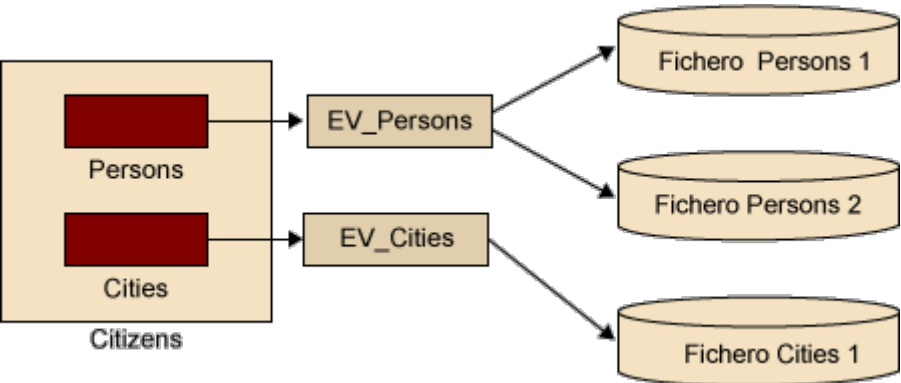 Fichero Persons 1
EV_Persons
Persons
Fichero Persons 2
EV_Cities
Cities
Citizens
Fichero Cities 1